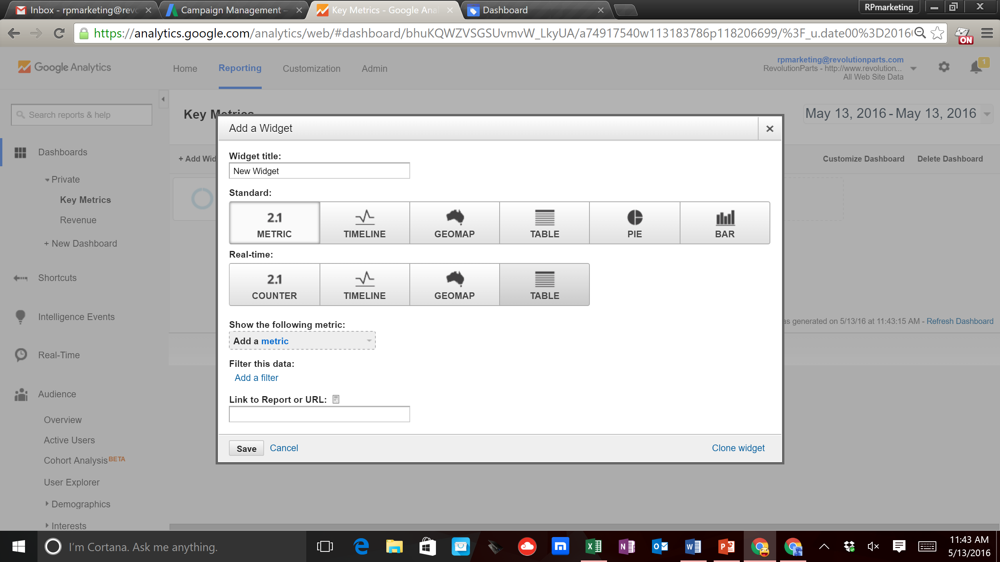 Inbox - rpmarketing@revo
Campaign Management -
Key Metrics - Google Anal
Dashboard
RPmarketing
https://analytics.google.com/analytics/web/#dashboard/bhuKQWZVSGSUvmvW_LkyUA/a74917540w113183786p118206699/%3F_u.date00%3D2016
ON
Google Analytics
Home
Reporting
Customization
Admin
rpmarketing@revolutionparts.com
RevolutionParts - http://www.revolution...
All Web Site Data
1
Search reports & help
Key Metrics
May 13, 2016 - May 13, 2016
Dashboards
Private
Key Metrics
Revenue
+ New Dashboard
Shortcuts
Intelligence Events
Real-Time
Audience
Overview
Active Users
Cohort Analysis BETA
User Explorer
Demographics
Interests
+ Add Wid
Customize Dashboard
Delete Dashboard
as generated on 5/13/16 at 11:43:15 AM - Refresh Dashboard
Add a Widget
Widget title:
New Widget
Standard:
2.1
METRIC
TIMELINE
GEOMAP
TABLE
PIE
BAR
Real-time:
2.1
COUNTER
TIMELINE
GEOMAP
TABLE
Show the following metric:
Add a metric
Filter this data:
Add a filter
Link to Report or URL:
Save
Cancel
Clone widget
I'm Cortana. Ask me anything.
11:43 AM
5/13/2016